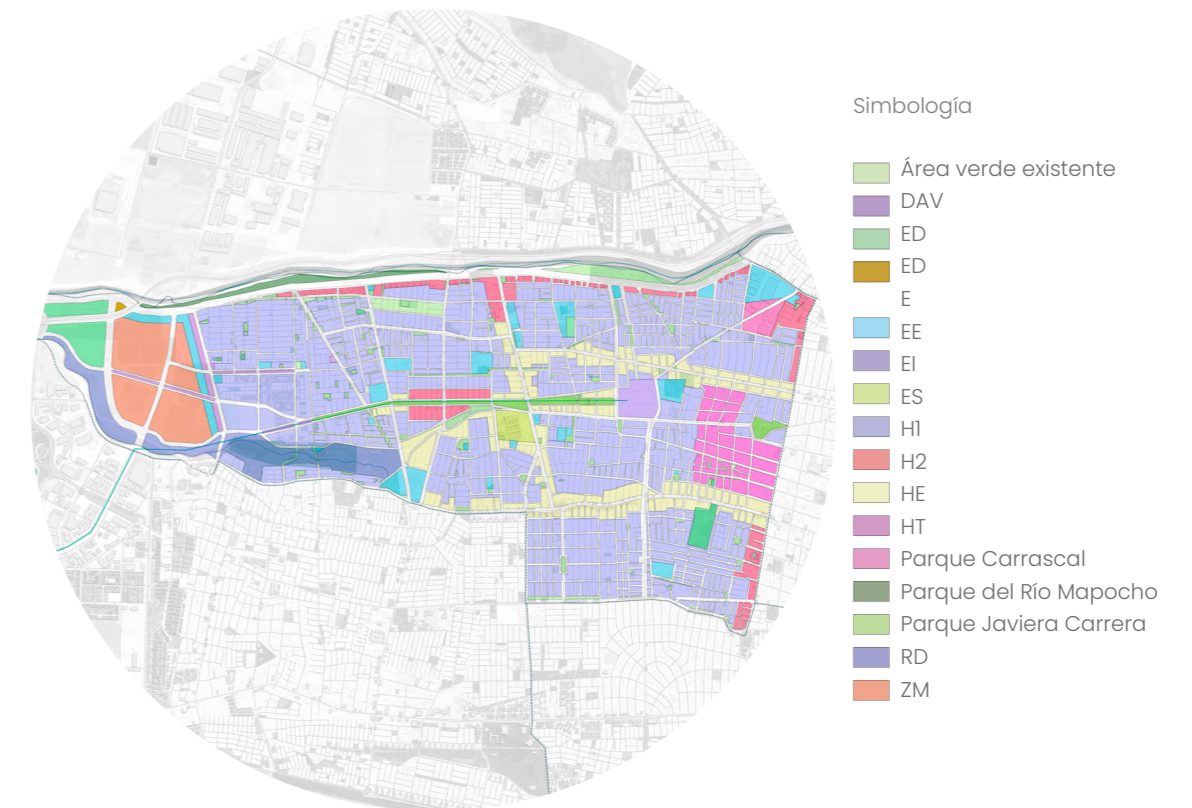 Simbología
Área verde existente
DAV
ED
ED
E
EE
EI
ES
H1
H2
HE
HT
Parque Carrascal
Parque del Río Mapocho
Parque Javiera Carrera
RD
ZM